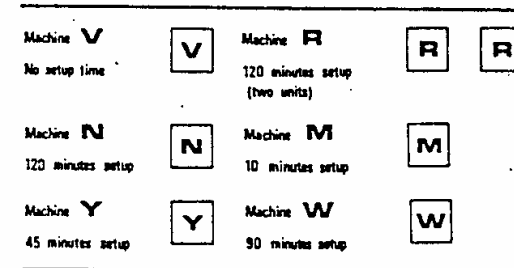 Machine V
No setup time
V
Machine R
120 minutes setup
(two units)
R R
Machine N
120 minutes setup
N
Machine M
10 minutes setup
M
Machine Y
45 minutes setup
Y
Machine W
90 minutes setup
W